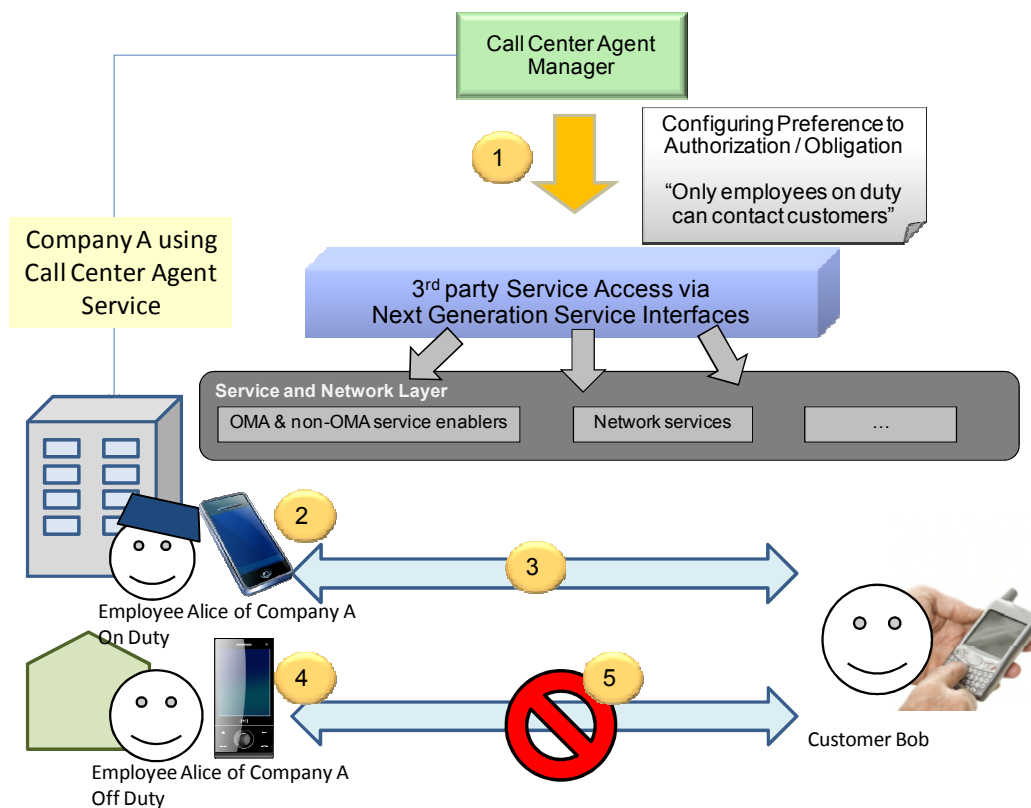 Call Center Agent
Manager
1
Configuring Preference to
Authorization / Obligation
“Only employees on duty
can contact customers”
Company A using
Call Center Agent
Service
3rd party Service Access via
Next Generation Service Interfaces
Service and Network Layer
OMA & non-OMA service enablers
Network services
...
2
3
Employee Alice of Company A
On Duty
4
5
Customer Bob
Employee Alice of Company A
Off Duty